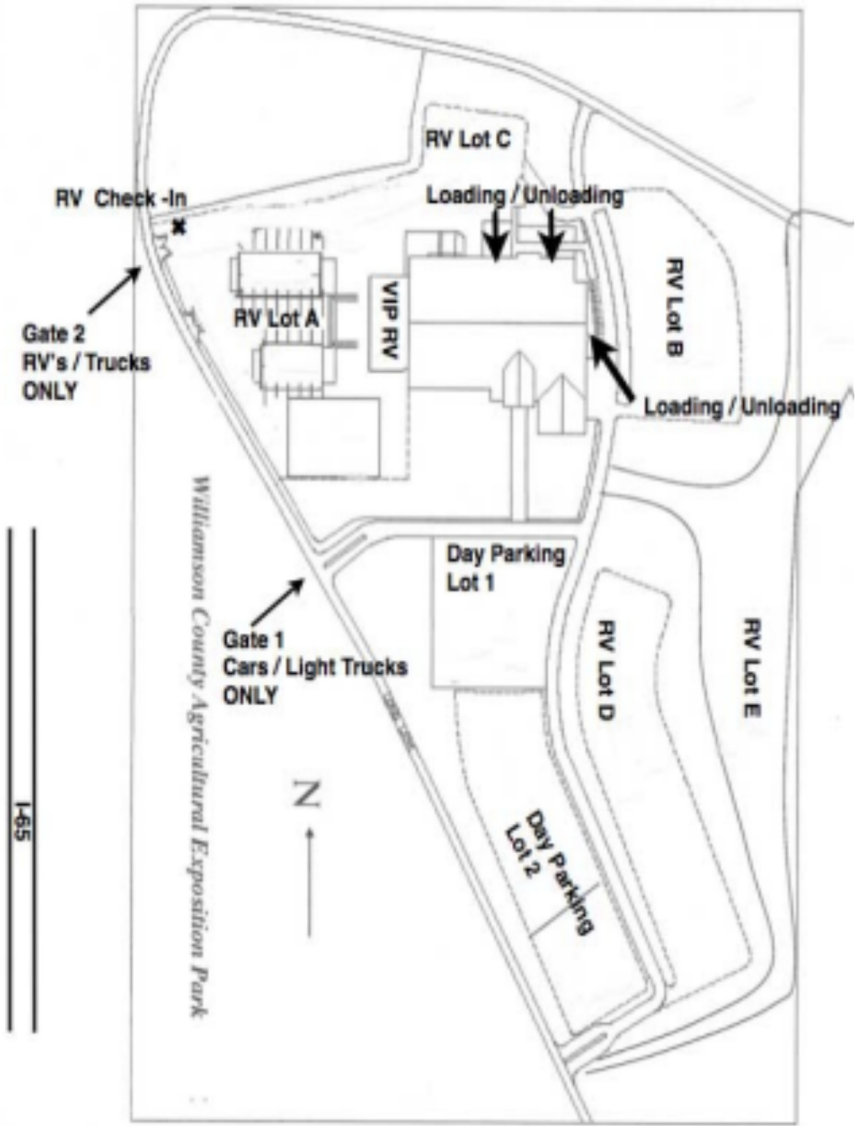 RV Lot C
RV Check -In
Loading / Unloading
RV Lot A
VIP RV
RV Lot B
Gate 2
RV's / Trucks
ONLY
Loading / Unloading
Williamson County Agricultural Exposition Park
Day Parking
Lot 1
Gate 1
Cars / Light Trucks
ONLY
RV Lot D
RV Lot E
N
Day Parking
Lot 2
I-65